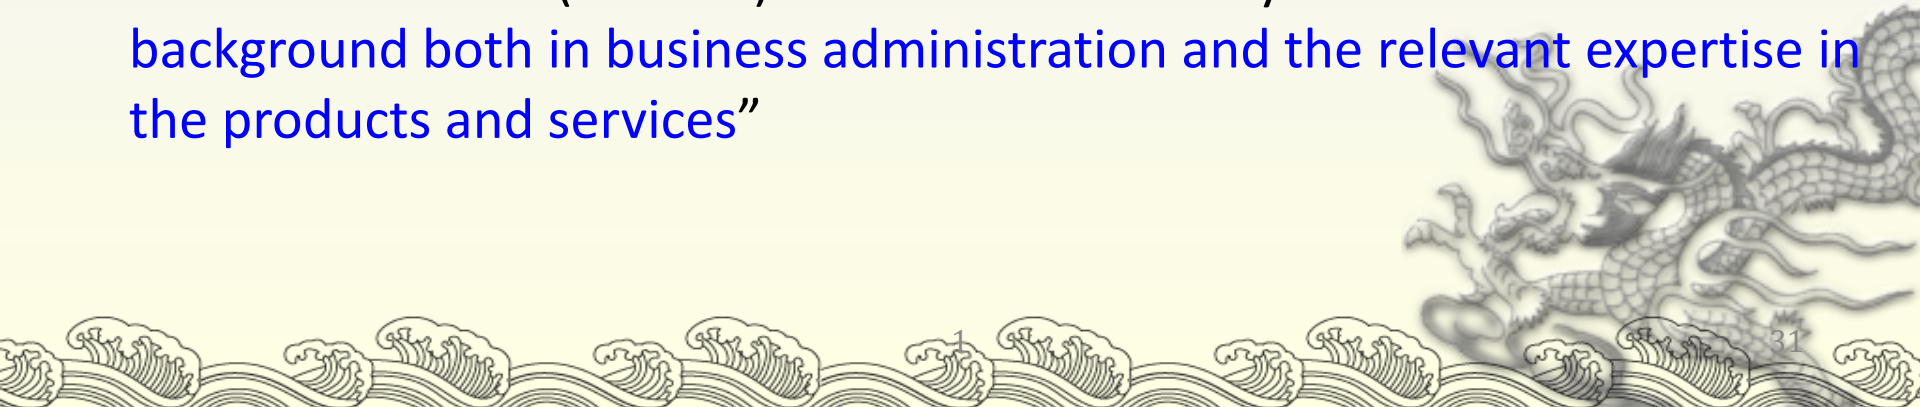 background both in business administration and the relevant expertise in
the products and services”
1
31